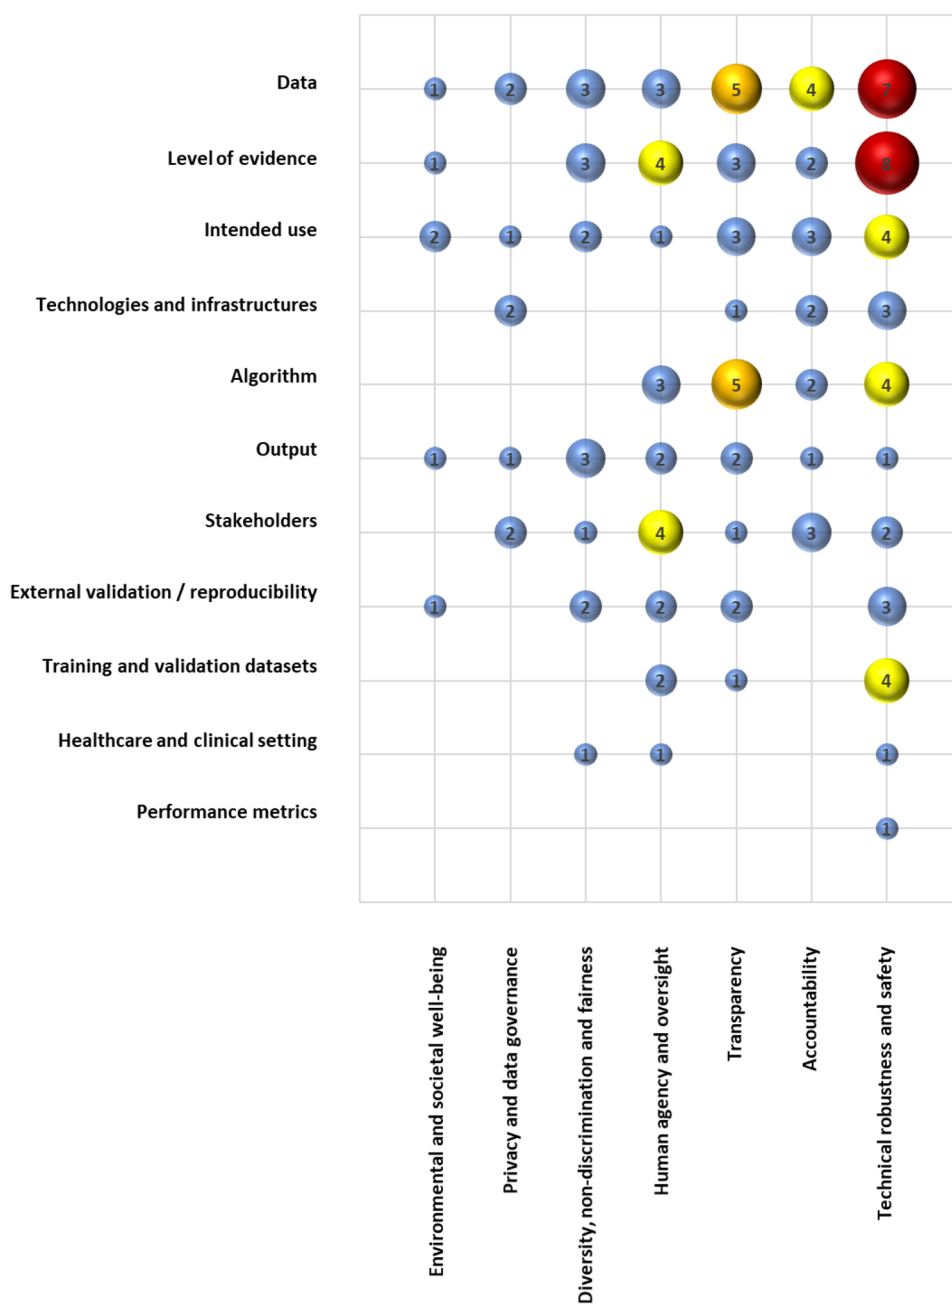 Data 1 2 3 3 5 4 7
Level of evidence 1 3 4 3 2 8
Intended use 2 1 2 1 3 3 4
Technologies and infrastructures 2 1 2 3
Algorithm 3 5 2 4
Output 1 1 3 2 2 1 1
Stakeholders 2 1 4 1 3 2
External validation / reproducibility 1 2 2 2 3
Training and validation datasets 2 1 4
Healthcare and clinical setting 1 1 1
Performance metrics 1
Environmental and societal well-being
Privacy and data governance
Diversity, non-discrimination and fairness
Human agency and oversight
Transparency
Accountability
Technical robustness and safety